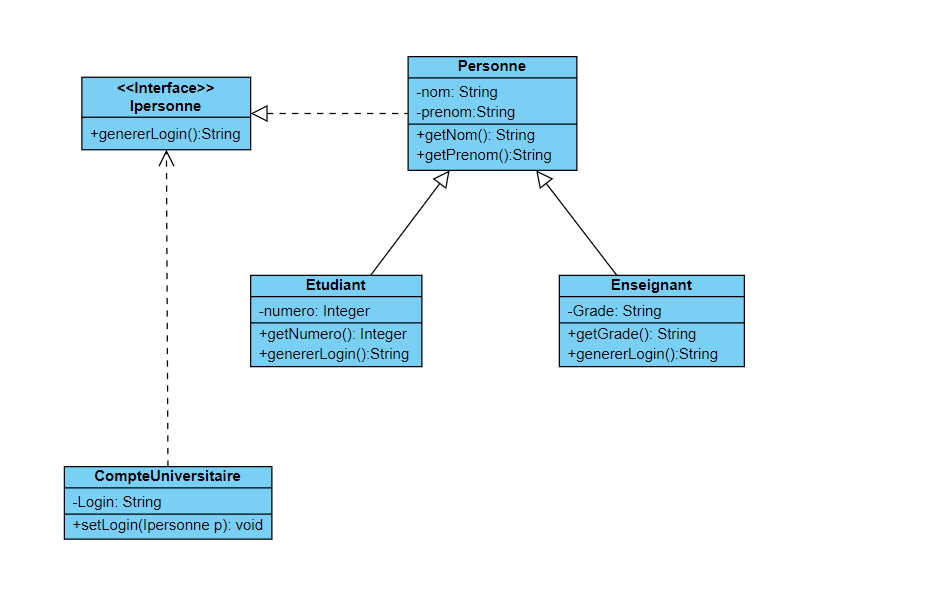 <<Interface>>
Ipersonne
+genererLogin():String
Personne
-nom: String
-prenom:String
+getNom(): String
+getPrenom():String
Etudiant
-numero: Integer
+getNumero(): Integer
+genererLogin():String
Enseignant
-Grade: String
+getGrade(): String
+genererLogin():String
CompteUniversitaire
-Login: String
+setLogin(Ipersonne p): void